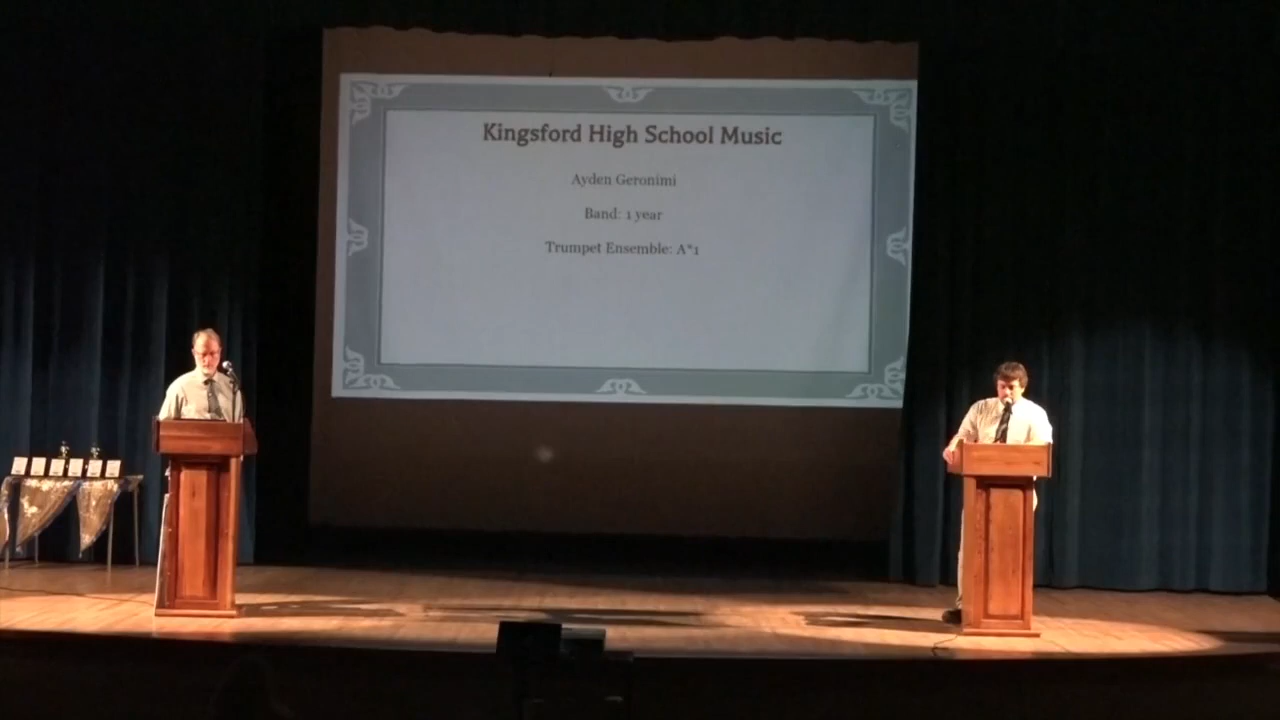 Kingsford High School Music
Ayden Geronimi
Band: 1 year
Trumpet Ensemble: A*1